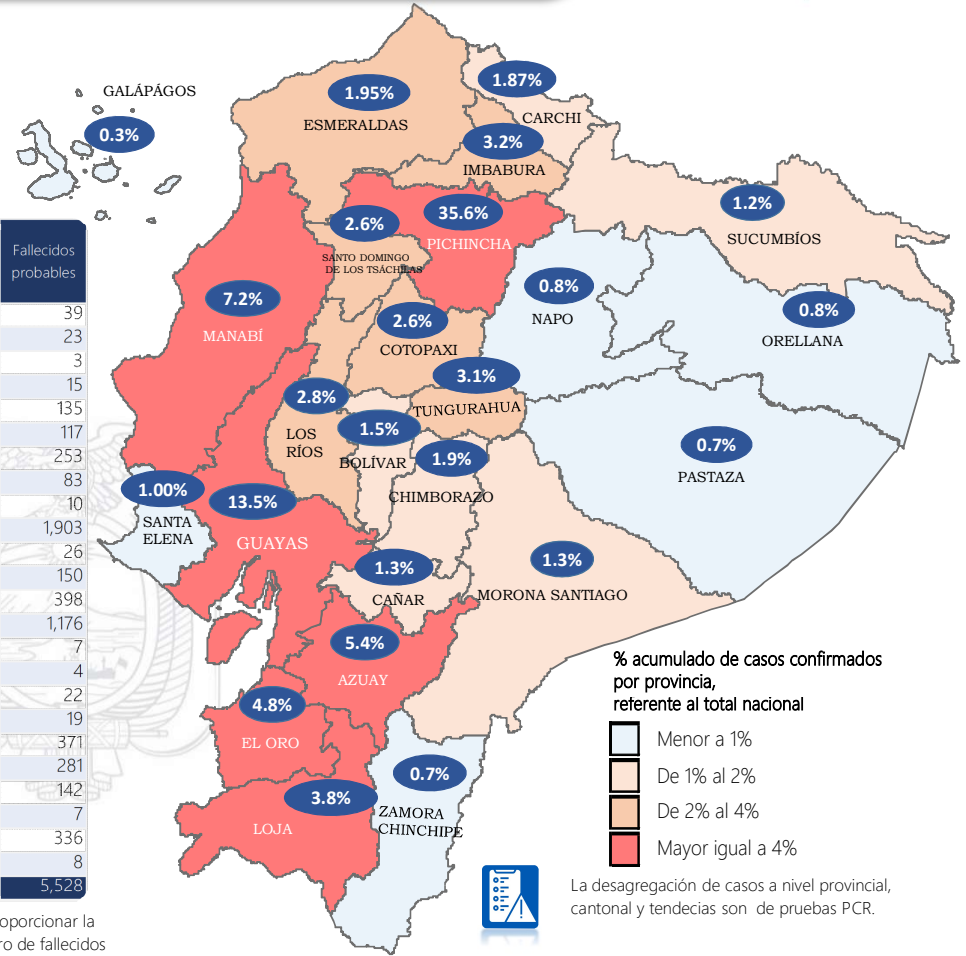 GALÁPÁGOS
0.3%
1.95%
ESMERALDAS
1.87%
CARCHI
3.2%
IMBABURA
1.2%
SUCUMBÍOS
2.6%
SANTO DOMINGO
DE LOS TSÁCHILAS
35.6%
PICHINCHA
7.2%
MANABÍ
0.8%
NAPO
0.8%
ORELLANA
2.6%
COTOPAXI
3.1%
TUNGURAHUA
2.8%
LOS
RÍOS
1.5%
BOLÍVAR
1.9%
CHIMBORAZO
0.7%
PASTAZA
1.00%
SANTA
ELENA
13.5%
GUAYAS
1.3%
CAÑAR
1.3%
MORONA SANTIAGO
5.4%
AZUAY
4.8%
EL ORO
3.8%
LOJA
0.7%
ZAMORA
CHINCHIPE
Fallecidos
probables
39
23
3
15
135
117
253
83
10
1,903
26
150
398
1,176
7
4
22
19
371
281
142
7
336
8
5,528
oporcionar la
ro de fallecidos
% acumulado de casos confirmados
por provincia,
referente al total nacional
Menor a 1%
De 1% al 2%
De 2% al 4%
Mayor igual a 4%
La desagregación de casos a nivel provincial,
cantonal y tendecias son de pruebas PCR.